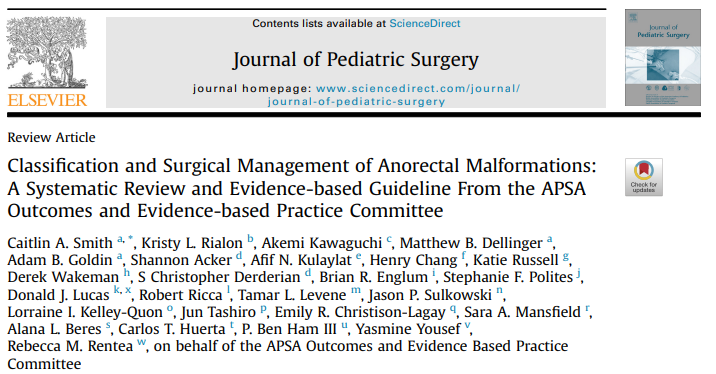 Contents lists available at ScienceDirect
Journal of Pediatric Surgery
journal homepage: www.sciencedirect.com/journal/
journal-of-pediatric-surgery
ELSEVIER
Journal of
Pediatric Surgery
Review Article
Classification and Surgical Management of Anorectal Malformations:
A Systematic Review and Evidence-based Guideline From the APSA
Outcomes and Evidence-based Practice Committee
Check for
updates
Caitlin A. Smith a, *, Kristy L. Rialon b, Akemi Kawaguchi c, Matthew B. Dellinger a,
Adam B. Goldin a, Shannon Acker d, Afif N. Kulaylat e, Henry Chang f, Katie Russell g,
Derek Wakeman h, S Christopher Derderian d, Brian R. Englum i, Stephanie F. Polites j,
Donald J. Lucas k, x, Robert Ricca l, Tamar L. Levene m, Jason P. Sulkowski n,
Lorraine I. Kelley-Quon o, Jun Tashiro p, Emily R. Christison-Lagay q, Sara A. Mansfield r,
Alana L. Beres s, Carlos T. Huerta t, P. Ben Ham III u, Yasmine Yousef v,
Rebecca M. Rentea w, on behalf of the APSA Outcomes and Evidence Based Practice
Committee